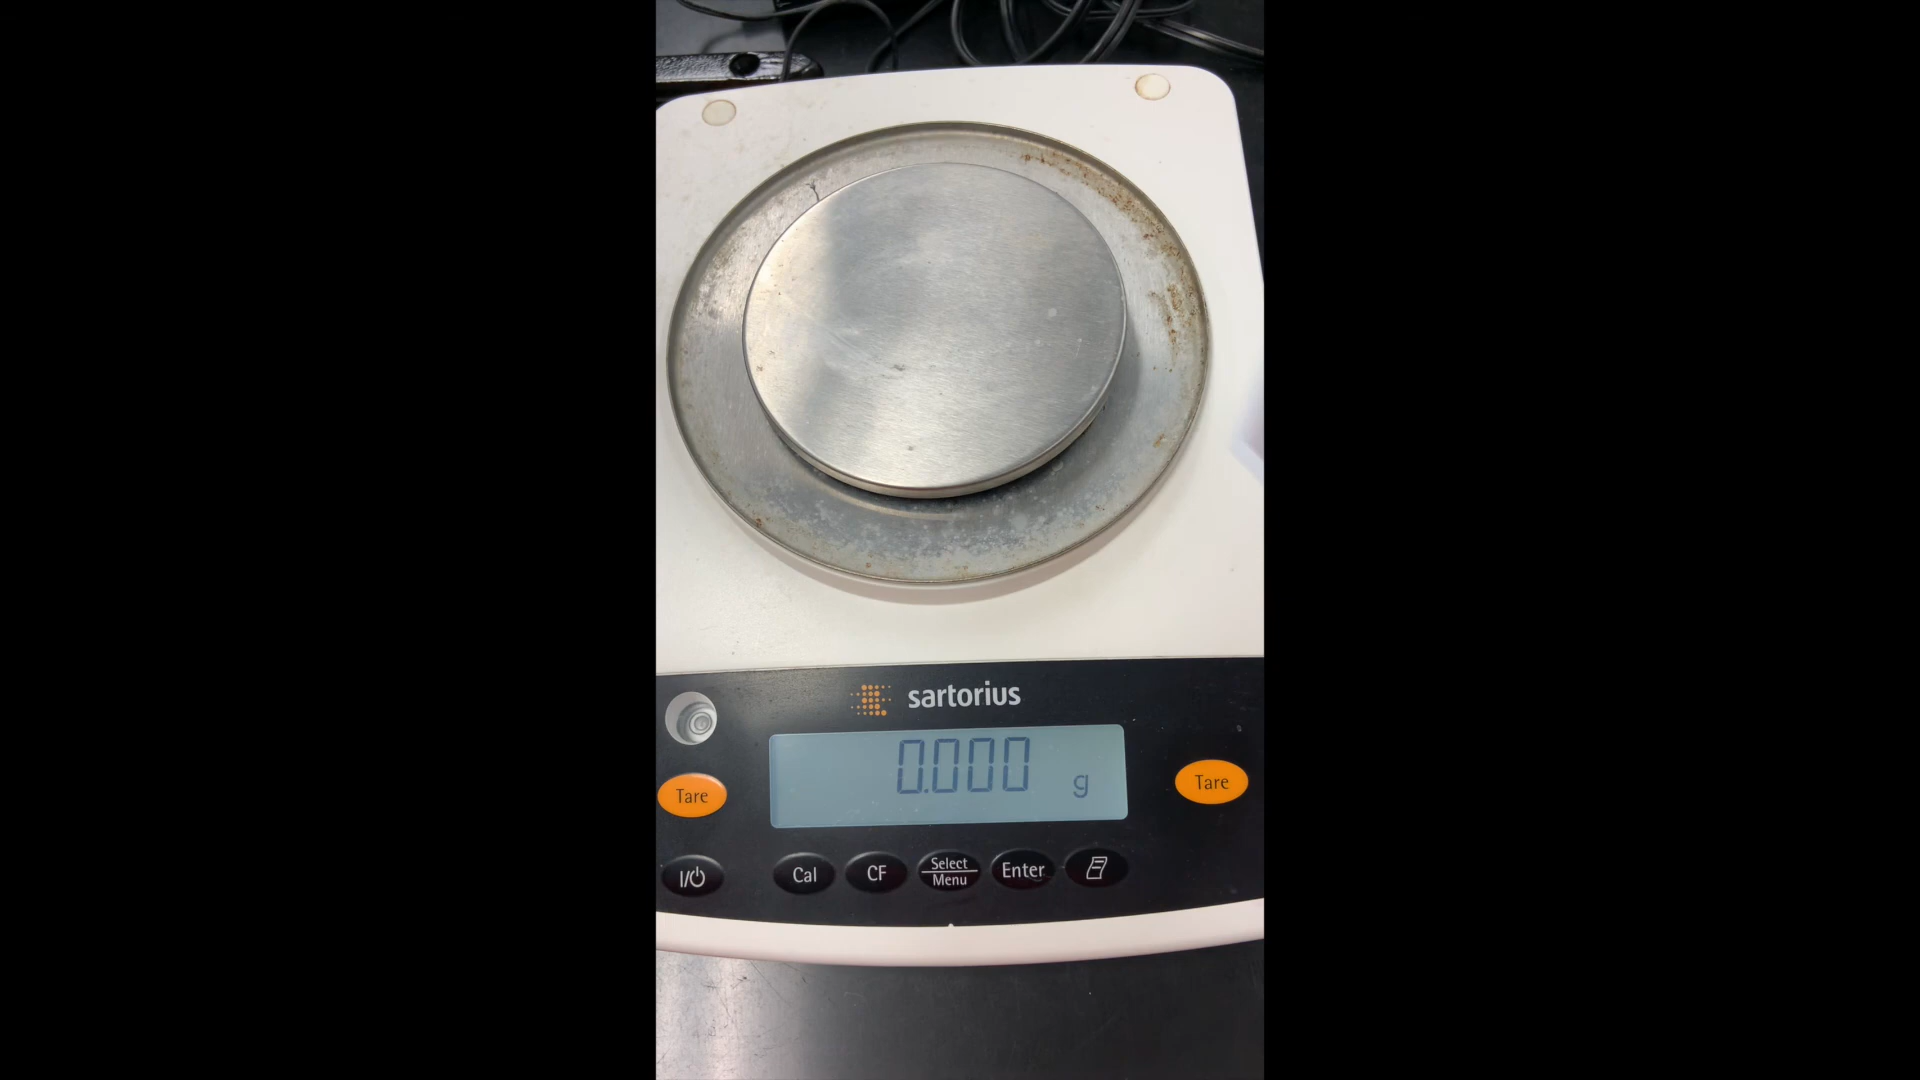 sartorius
0.000 g
Tare
Tare
I/⏻
Cal
CF
Select
Menu
Enter